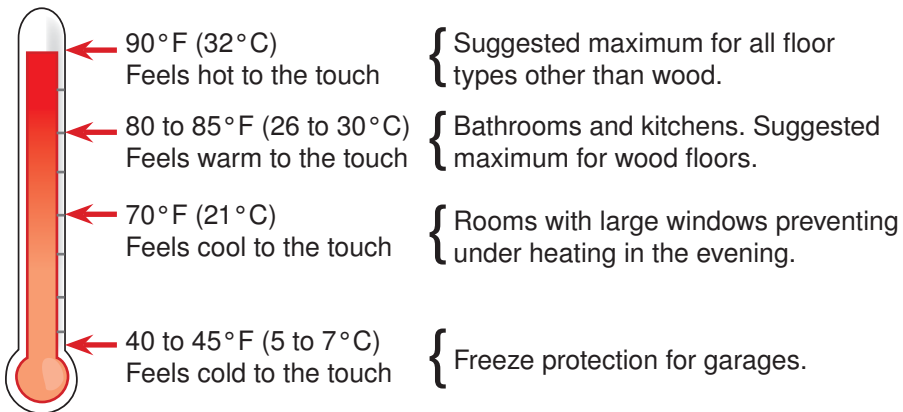 90°F (32°C)
Feels hot to the touch
{ Suggested maximum for all floor
types other than wood.
80 to 85°F (26 to 30°C)
Feels warm to the touch
{ Bathrooms and kitchens. Suggested
maximum for wood floors.
70°F (21°C)
Feels cool to the touch
{ Rooms with large windows preventing
under heating in the evening.
40 to 45°F (5 to 7°C)
Feels cold to the touch
{ Freeze protection for garages.